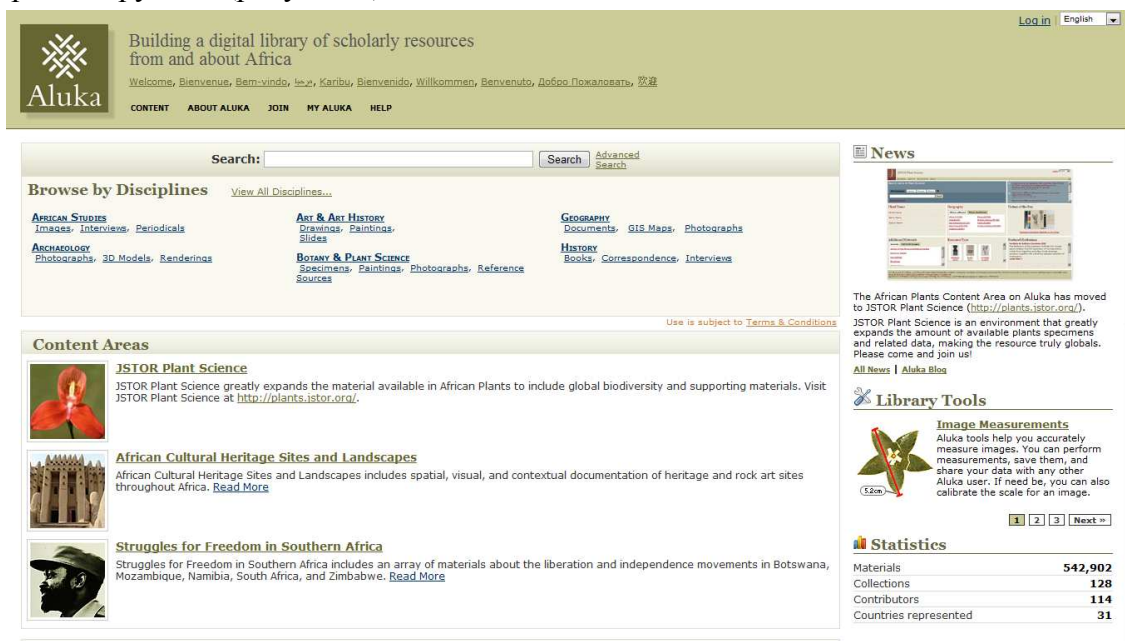 Log in | English
Building a digital library of scholarly resources
from and about Africa
Welcome, Bienvenue, Bem-vindo, مرحبا, Karibu, Bienvenido, Willkommen, Benvenuto, Добро Пожаловать, 欢迎
Aluka
CONTENT ABOUT ALUKA JOIN MY ALUKA HELP
Search: Search Advanced
Search
Browse by Disciplines View All Disciplines...
AFRICAN STUDIES
Images, Interviews, Periodicals
ARCHAEOLOGY
Photographs, 3D Models, Renderings
ART & ART HISTORY
Drawings, Paintings,
Slides
BOTANY & PLANT SCIENCE
Specimens, Paintings, Photographs, Reference
Sources
GEOGRAPHY
Documents, GIS Maps, Photographs
HISTORY
Books, Correspondence, Interviews
Use is subject to Terms & Conditions
Content Areas
JSTOR Plant Science
JSTOR Plant Science greatly expands the material available in African Plants to include global biodiversity and supporting materials. Visit
JSTOR Plant Science at http://plants.jstor.org/.
African Cultural Heritage Sites and Landscapes
African Cultural Heritage Sites and Landscapes includes spatial, visual, and contextual documentation of heritage and rock art sites
throughout Africa. Read More
Struggles for Freedom in Southern Africa
Struggles for Freedom in Southern Africa includes an array of materials about the liberation and independence movements in Botswana,
Mozambique, Namibia, South Africa, and Zimbabwe. Read More
News
The African Plants Content Area on Aluka has moved
to JSTOR Plant Science (http://plants.jstor.org/).
JSTOR Plant Science is an environment that greatly
expands the amount of available plants specimens
and related data, making the resource truly globals.
Please come and join us!
All News | Aluka Blog
Library Tools
Image Measurements
Aluka tools help you accurately
measure images. You can perform
measurements, save them, and
share your data with any other
Aluka user. If need be, you can also
calibrate the scale for an image.
5.2cm
1 2 3 Next »
Statistics
Materials 542,902
Collections 128
Contributors 114
Countries represented 31